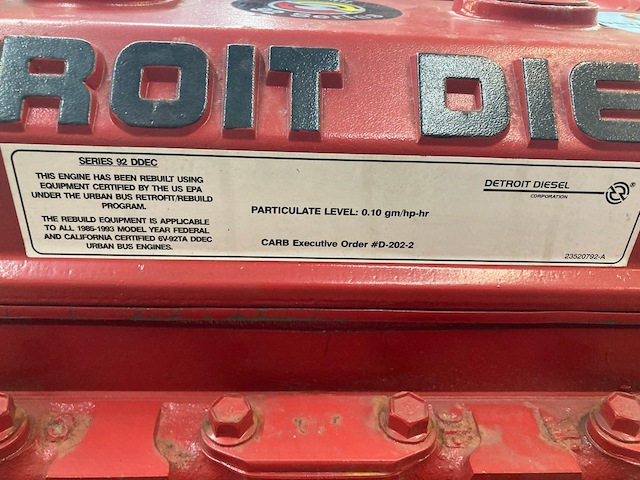 Series
ROIT DIE
SERIES 92 DDEC
THIS ENGINE HAS BEEN REBUILT USING
EQUIPMENT CERTIFIED BY THE US EPA
UNDER THE URBAN BUS RETROFIT/REBUILD
PROGRAM.
THE REBUILD EQUIPMENT IS APPLICABLE
TO ALL 1985-1993 MODEL YEAR FEDERAL
AND CALIFORNIA CERTIFIED 6V-92TA DDEC
URBAN BUS ENGINES.
PARTICULATE LEVEL: 0.10 gm/hp-hr
CARB Executive Order #D-202-2
DETROIT DIESEL
CORPORATION
®
23520792-A